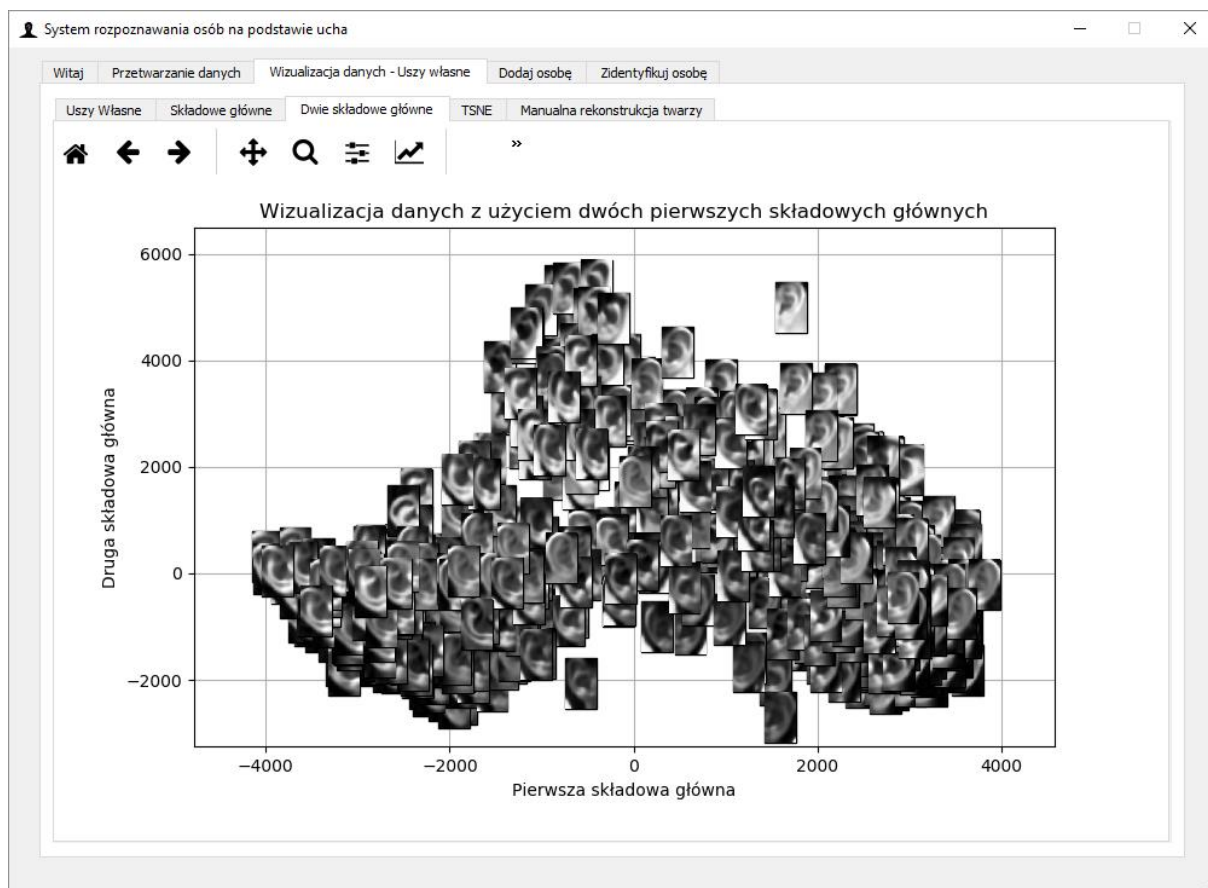 System rozpoznawania osób na podstawie ucha
Witaj Przetwarzanie danych Wizualizacja danych - Uszy własne Dodaj osobę Zidentyfikuj osobę
Uszy Własne Składowe główne Dwie składowe główne TSNE Manualna rekonstrukcja twarzy
»
Wizualizacja danych z użyciem dwóch pierwszych składowych głównych
6000
4000
2000
0
−2000
Druga składowa główna
−4000 −2000 0 2000 4000
Pierwsza składowa główna